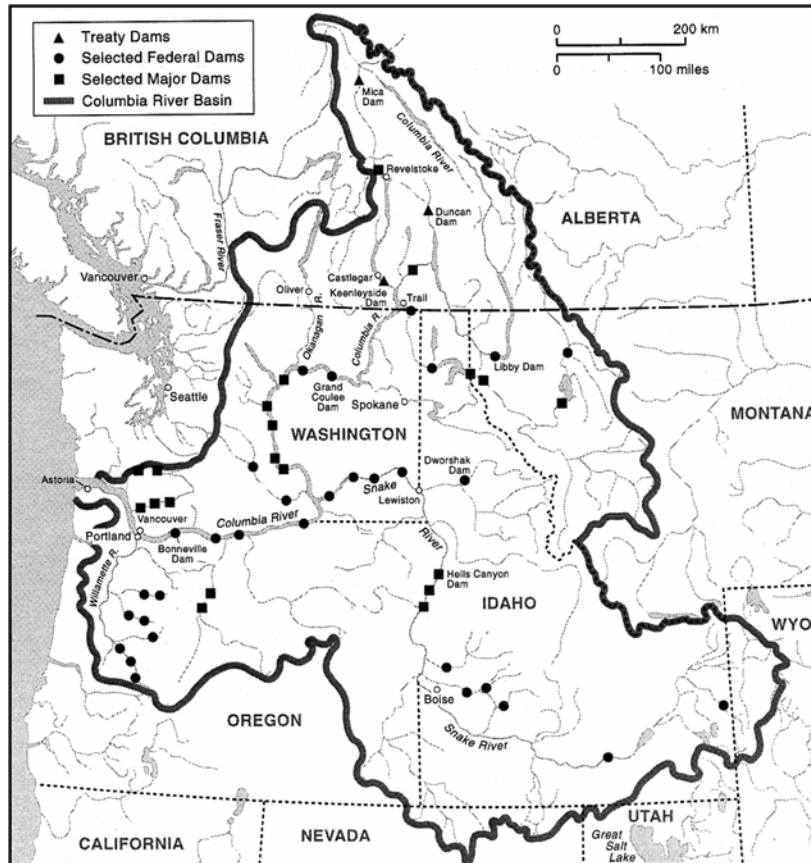 Treaty Dams
Selected Federal Dams
Selected Major Dams
Columbia River Basin
0 200 km
0 100 miles
Mica
Dam
Columbia River
BRITISH COLUMBIA
Revelstoke
Fraser River
Duncan
Dam
ALBERTA
Vancouver
Castlegar
Keenleyside
Dam
Trail
Oliver
Okanagan R.
Columbia R.
Libby Dam
Grand
Coulee
Dam
Seattle
Spokane
WASHINGTON
MONTANA
Dworshak
Dam
Astoria
Snake
Lewiston
Vancouver
Columbia River
Portland
Bonneville
Dam
River
Willamette R.
Hells Canyon
Dam
IDAHO
WYO
Boise
OREGON
Snake River
UTAH
Great
Salt
Lake
CALIFORNIA
NEVADA